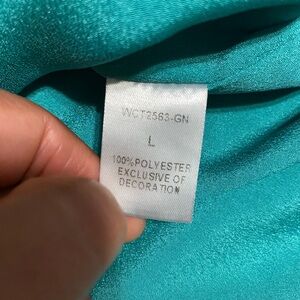 WCT2563-GN
L
100%POLYESTER
EXCLUSIVE OF
DECORATION